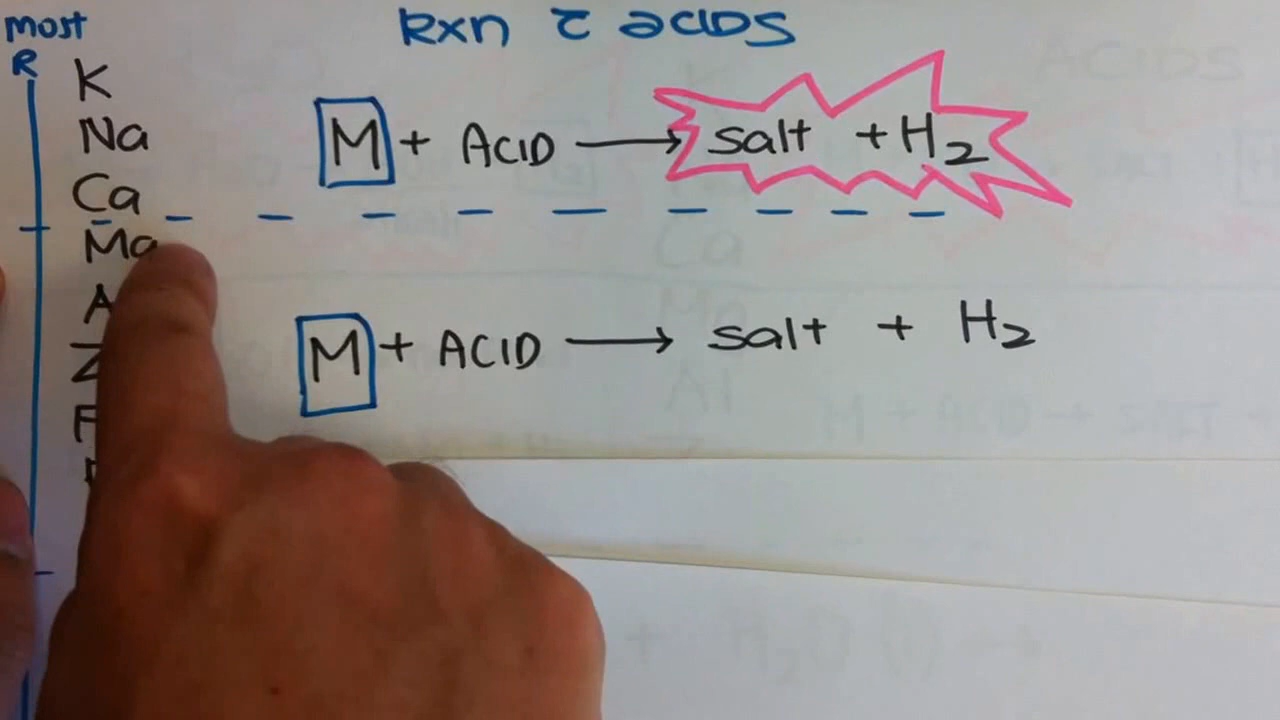 most
R
Rxn c̄ acids
K
Na
Ca
M + ACID → salt + H₂
M + ACID → salt + H₂